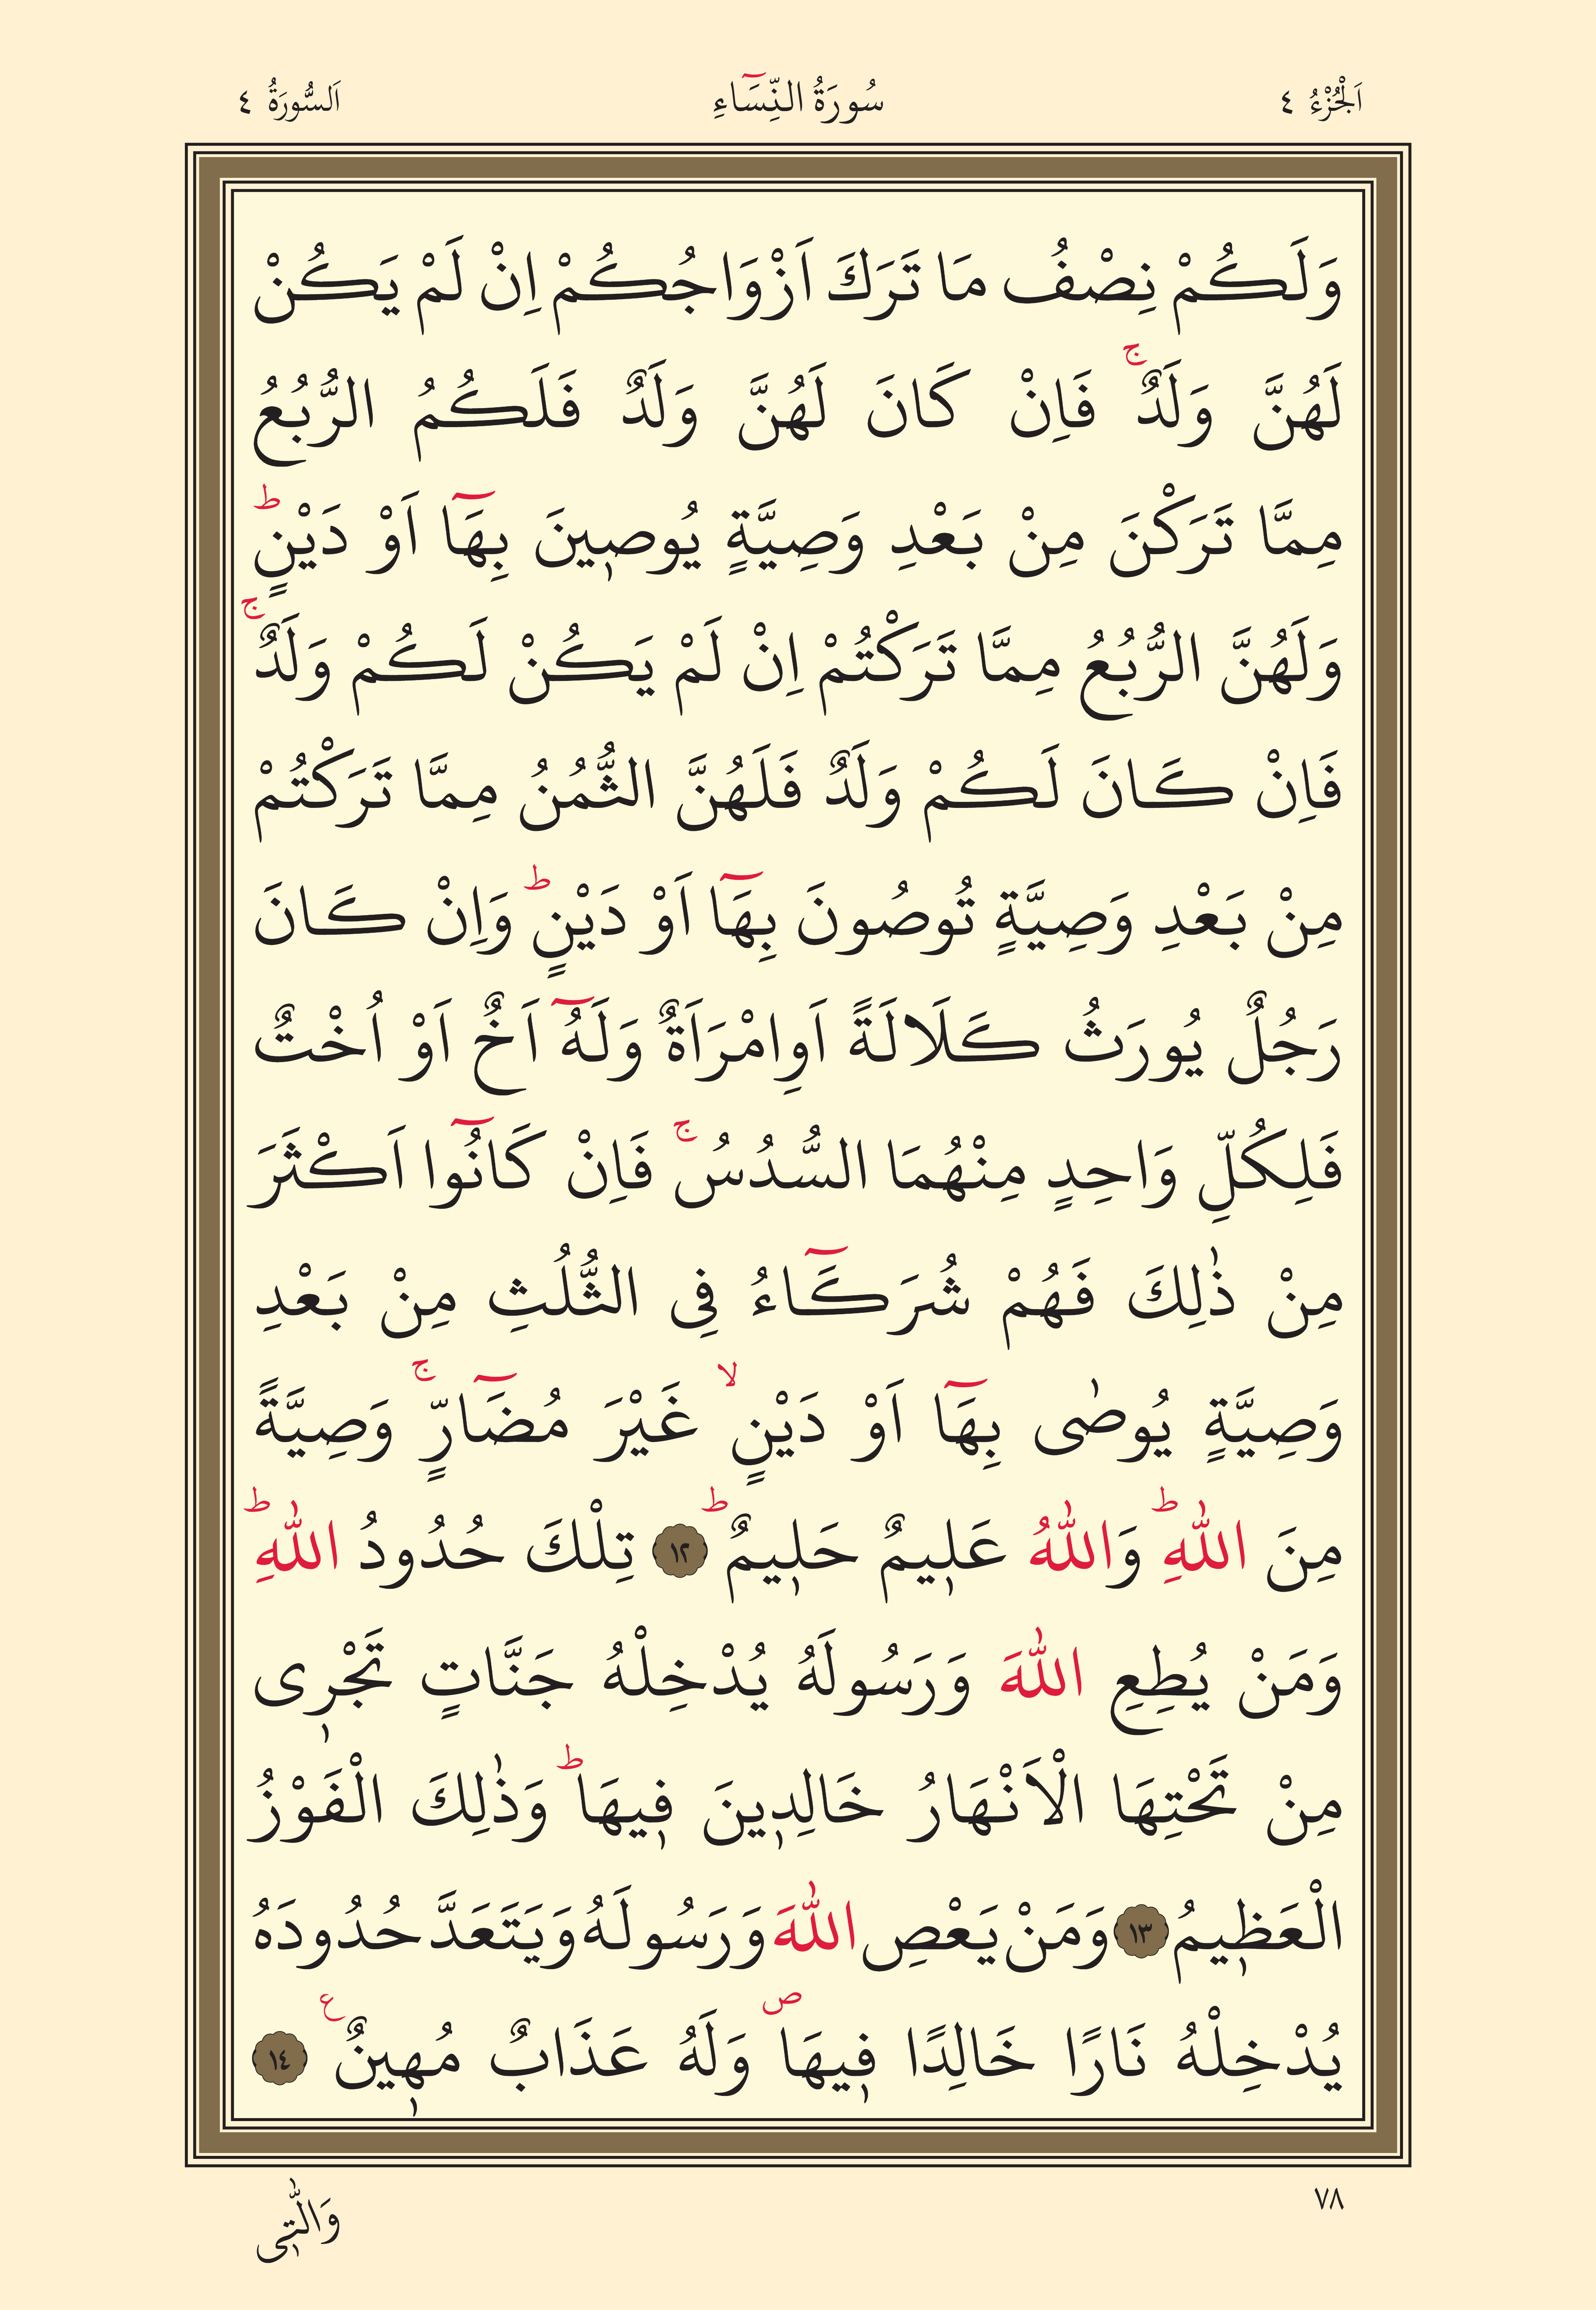 اَلْجُزْءُ ٤ سُورَةُ النِّسَٓاءِ اَلسُّورَةُ ٤
وَلَكُمْ نِصْفُ مَا تَرَكَ اَزْوَاجُكُمْ اِنْ لَمْ يَكُنْ
لَهُنَّ وَلَدٌۚ فَاِنْ كَانَ لَهُنَّ وَلَدٌ فَلَكُمُ الرُّبُعُ
مِمَّا تَرَكْنَ مِنْ بَعْدِ وَصِيَّةٍ يُوصٖينَ بِهَٓا اَوْ دَيْنٍؕ
وَلَهُنَّ الرُّبُعُ مِمَّا تَرَكْتُمْ اِنْ لَمْ يَكُنْ لَكُمْ وَلَدٌۚ
فَاِنْ كَانَ لَكُمْ وَلَدٌ فَلَهُنَّ الثُّمُنُ مِمَّا تَرَكْتُمْ
مِنْ بَعْدِ وَصِيَّةٍ تُوصُونَ بِهَٓا اَوْ دَيْنٍؕ وَاِنْ كَانَ
رَجُلٌ يُورَثُ كَلَالَةً اَوِامْرَاَةٌ وَلَهُٓ اَخٌ اَوْ اُخْتٌ
فَلِكُلِّ وَاحِدٍ مِنْهُمَا السُّدُسُۚ فَاِنْ كَانُٓوا اَكْثَرَ
مِنْ ذٰلِكَ فَهُمْ شُرَكَٓاءُ فِى الثُّلُثِ مِنْ بَعْدِ
وَصِيَّةٍ يُوصٰى بِهَٓا اَوْ دَيْنٍۙ غَيْرَ مُضَٓارٍّۚ وَصِيَّةً
مِنَ اللّٰهِؕ وَاللّٰهُ عَلٖيمٌ حَلٖيمٌؕ ١٢ تِلْكَ حُدُودُ اللّٰهِؕ
وَمَنْ يُطِعِ اللّٰهَ وَرَسُولَهُ يُدْخِلْهُ جَنَّاتٍ تَجْرٖى
مِنْ تَحْتِهَا الْاَنْهَارُ خَالِدٖينَ فٖيهَاؕ وَذٰلِكَ الْفَوْزُ
الْعَظٖيمُ ١٣ وَمَنْ يَعْصِ اللّٰهَ وَرَسُولَهُ وَيَتَعَدَّ حُدُودَهُ
يُدْخِلْهُ نَارًا خَالِدًا فٖيهَا ص وَلَهُ عَذَابٌ مُهٖينٌ ع ١٤
٧٨
وَالّٰتٖى